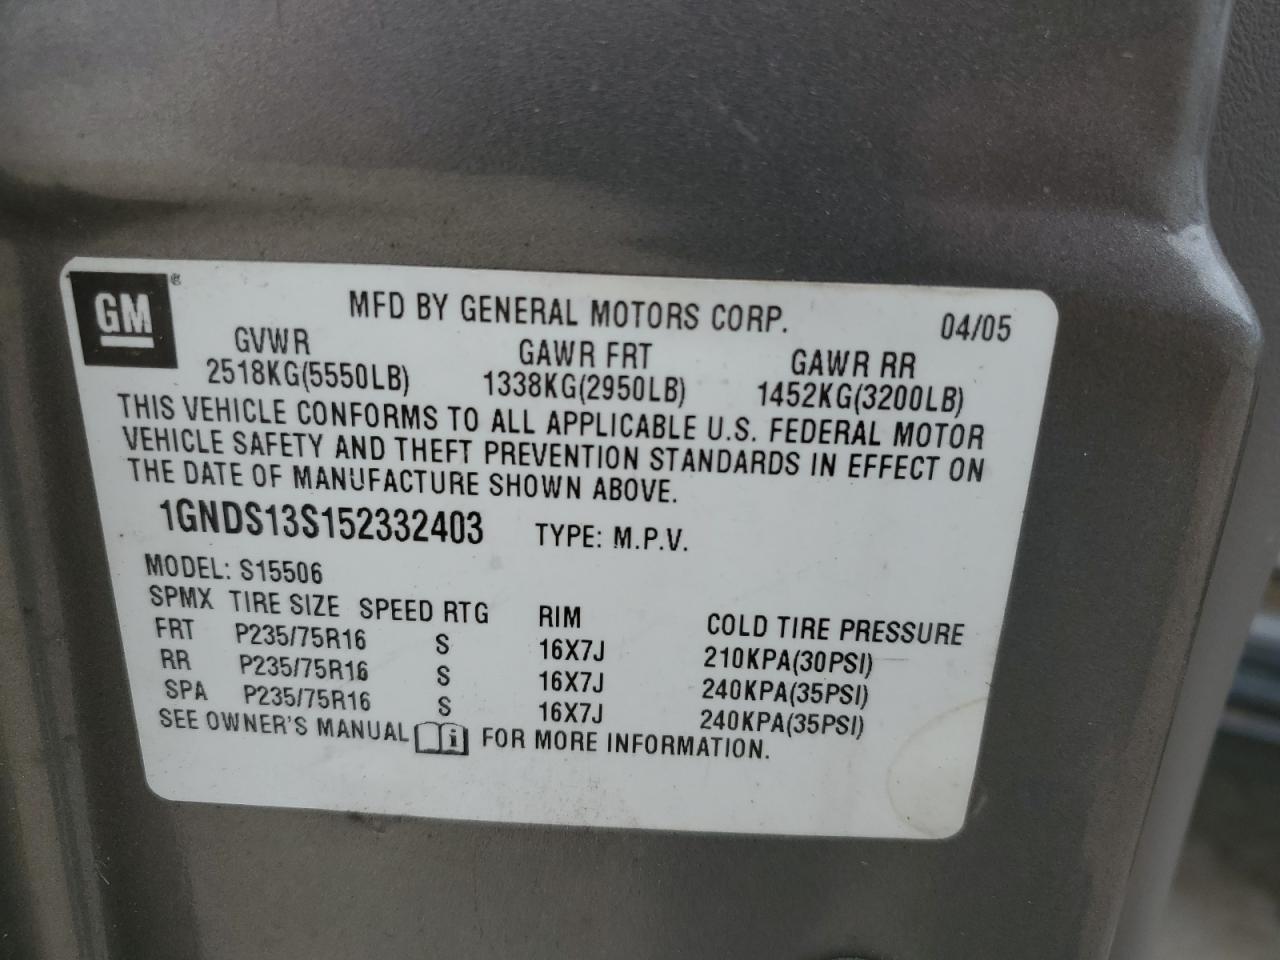 GM ®
MFD BY GENERAL MOTORS CORP. 04/05
GVWR GAWR FRT GAWR RR
2518KG(5550LB) 1338KG(2950LB) 1452KG(3200LB)
THIS VEHICLE CONFORMS TO ALL APPLICABLE U.S. FEDERAL MOTOR
VEHICLE SAFETY AND THEFT PREVENTION STANDARDS IN EFFECT ON
THE DATE OF MANUFACTURE SHOWN ABOVE.
1GNDS13S152332403 TYPE: M.P.V.
MODEL: S15506
SPMX TIRE SIZE SPEED RTG RIM COLD TIRE PRESSURE
FRT P235/75R16 S 16X7J 210KPA(30PSI)
RR P235/75R16 S 16X7J 240KPA(35PSI)
SPA P235/75R16 S 16X7J 240KPA(35PSI)
SEE OWNER'S MANUAL i FOR MORE INFORMATION.